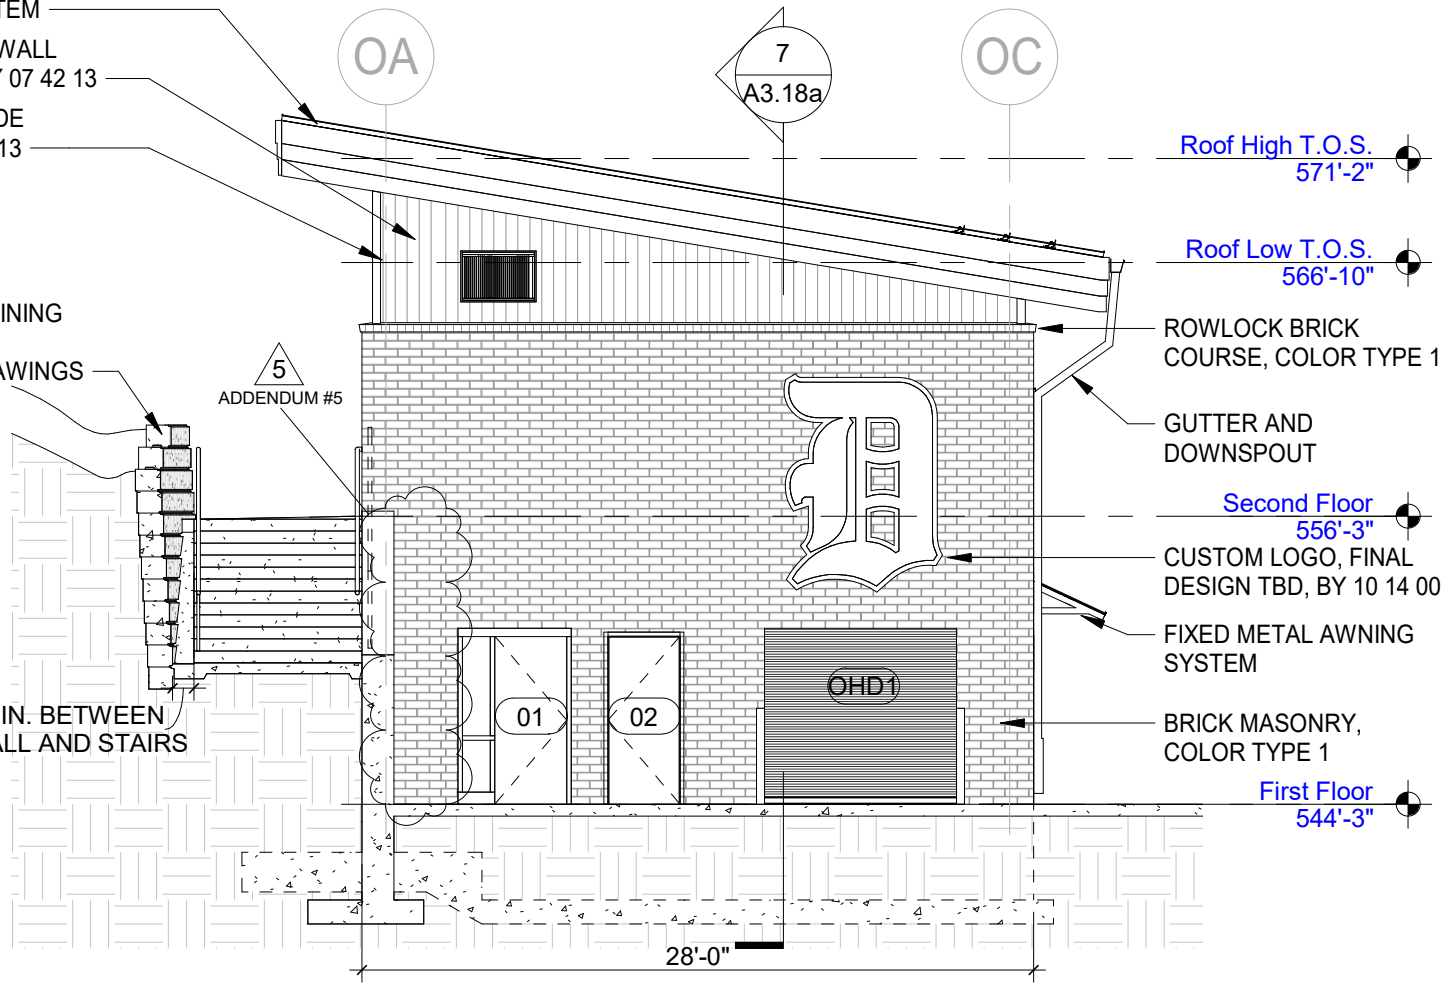 TEM
WALL
07 42 13
DE
13
OA
7
A3.18a
OC
Roof High T.O.S.
571'-2"
Roof Low T.O.S.
566'-10"
INING
AWINGS
5
ADDENDUM #5
ROWLOCK BRICK
COURSE, COLOR TYPE 1
GUTTER AND
DOWNSPOUT
D
Second Floor
556'-3"
CUSTOM LOGO, FINAL
DESIGN TBD, BY 10 14 00
FIXED METAL AWNING
SYSTEM
BRICK MASONRY,
COLOR TYPE 1
First Floor
544'-3"
01
02
OHD1
IN. BETWEEN
ALL AND STAIRS
28'-0"